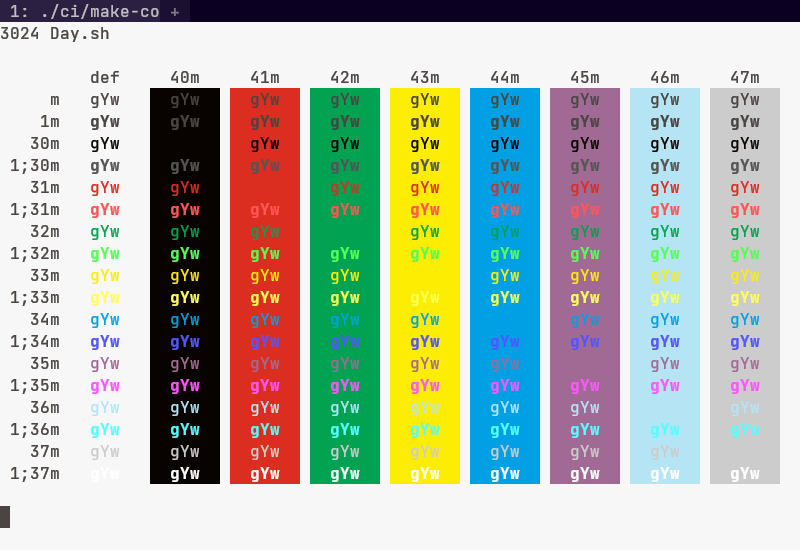 1: ./ci/make-co +
3024 Day.sh
def 40m 41m 42m 43m 44m 45m 46m 47m
m gYw gYw gYw gYw gYw gYw gYw gYw gYw
1m gYw gYw gYw gYw gYw gYw gYw gYw gYw
30m gYw gYw gYw gYw gYw gYw gYw gYw
1;30m gYw gYw gYw gYw gYw gYw gYw gYw gYw
31m gYw gYw gYw gYw gYw gYw gYw gYw
1;31m gYw gYw gYw gYw gYw gYw gYw gYw gYw
32m gYw gYw gYw gYw gYw gYw gYw gYw
1;32m gYw gYw gYw gYw gYw gYw gYw gYw gYw
33m gYw gYw gYw gYw gYw gYw gYw gYw
1;33m gYw gYw gYw gYw gYw gYw gYw gYw gYw
34m gYw gYw gYw gYw gYw gYw gYw gYw
1;34m gYw gYw gYw gYw gYw gYw gYw gYw gYw
35m gYw gYw gYw gYw gYw gYw gYw gYw
1;35m gYw gYw gYw gYw gYw gYw gYw gYw gYw
36m gYw gYw gYw gYw gYw gYw gYw gYw
1;36m gYw gYw gYw gYw gYw gYw gYw gYw gYw
37m gYw gYw gYw gYw gYw gYw gYw gYw
1;37m gYw gYw gYw gYw gYw gYw gYw gYw gYw